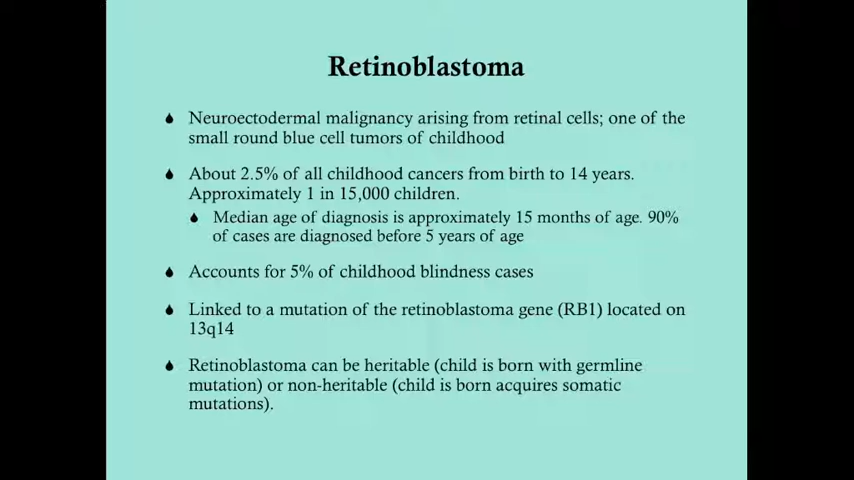 Retinoblastoma
Neuroectodermal malignancy arising from retinal cells; one of the
small round blue cell tumors of childhood
About 2.5% of all childhood cancers from birth to 14 years.
Approximately 1 in 15,000 children.
Median age of diagnosis is approximately 15 months of age. 90%
of cases are diagnosed before 5 years of age
Accounts for 5% of childhood blindness cases
Linked to a mutation of the retinoblastoma gene (RB1) located on
13q14
Retinoblastoma can be heritable (child is born with germline
mutation) or non-heritable (child is born acquires somatic
mutations).